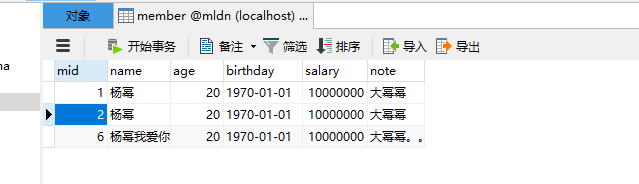 对象 member @mldn (localhost) ...
开始事务 备注 筛选 排序 导入 导出
na mid name age birthday salary note
1 杨幂 20 1970-01-01 10000000 大幂幂
2 杨幂 20 1970-01-01 10000000 大幂幂
6 杨幂我爱你 20 1970-01-01 10000000 大幂幂。。